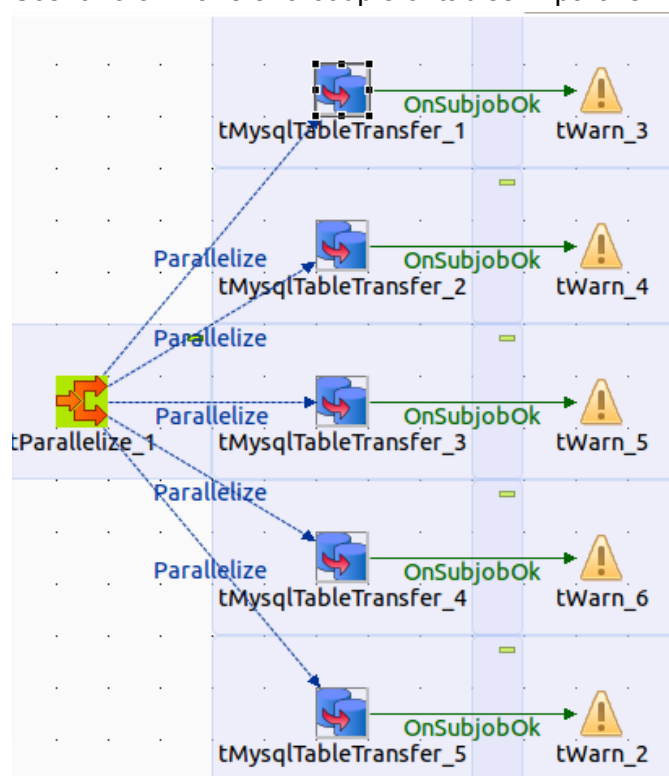 OnSubjobOk
tMysqlTableTransfer_1 tWarn_3
Parallelize OnSubjobOk
tMysqlTableTransfer_2 tWarn_4
Parallelize
Parallelize OnSubjobOk
tParallelize_1 tMysqlTableTransfer_3 tWarn_5
Parallelize
Parallelize OnSubjobOk
tMysqlTableTransfer_4 tWarn_6
OnSubjobOk
tMysqlTableTransfer_5 tWarn_2